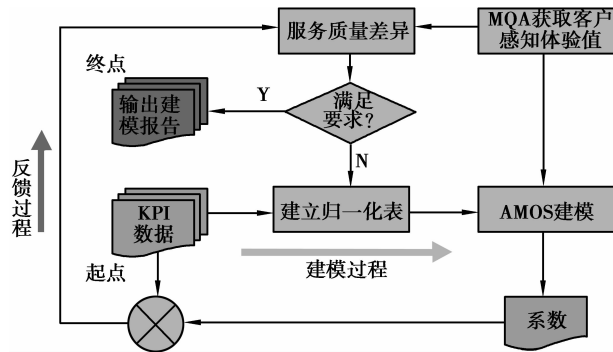 服务质量差异
MQA获取客户
感知体验值
终点
输出建
模报告
Y
满足
要求?
N
反馈过程
KPI
数据
建立归一化表
AMOS建模
起点
建模过程
系数